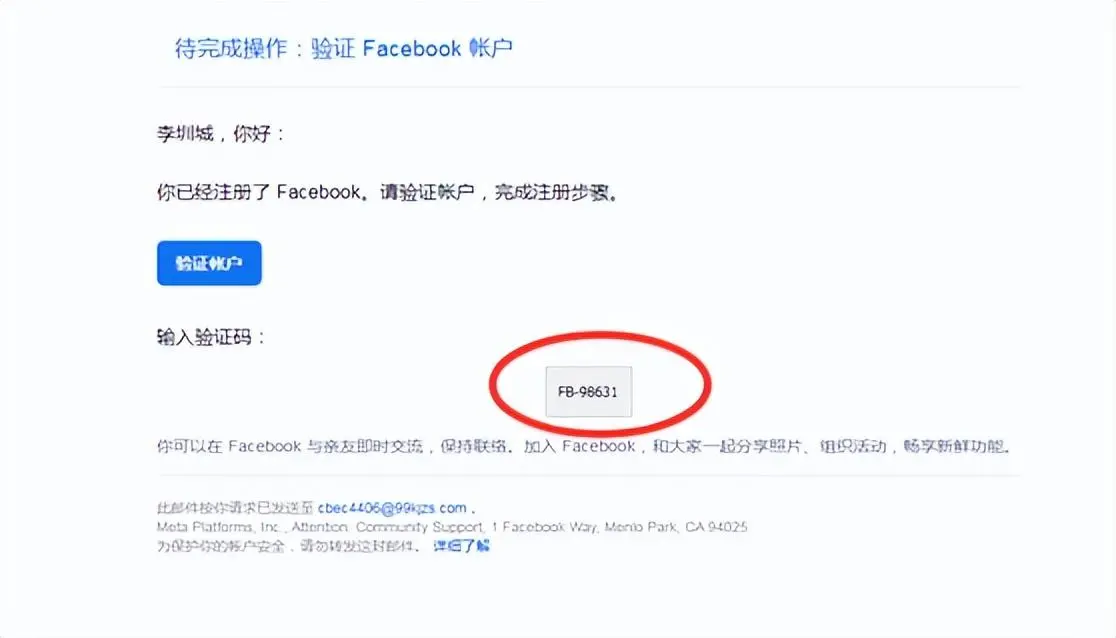 待完成操作：验证 Facebook 帐户
李圳城，你好：
你已经注册了 Facebook。请验证帐户，完成注册步骤。
验证帐户
输入验证码：
FB-98631
你可以在 Facebook 与亲友即时交流，保持联络。加入 Facebook，和大家一起分享照片、组织活动，畅享新鲜功能。
此邮件按你请求已发送至 cbec4406@99kjzs.com 。
Meta Platforms, Inc., Attention: Community Support, 1 Facebook Way, Menlo Park, CA 94025
为保护你的帐户安全，请勿转发这封邮件。 详细了解